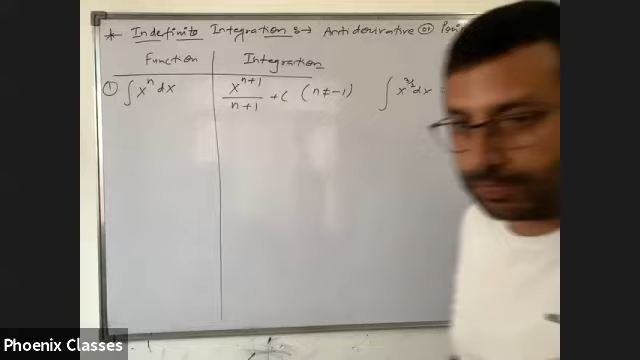 * Indefinite Integration :→ Antiderivative or
Function Integration
① ∫ xⁿ dx xⁿ⁺¹/n+1 + C (n ≠ -1) ∫ x^{3/2} dx =
Phoenix Classes